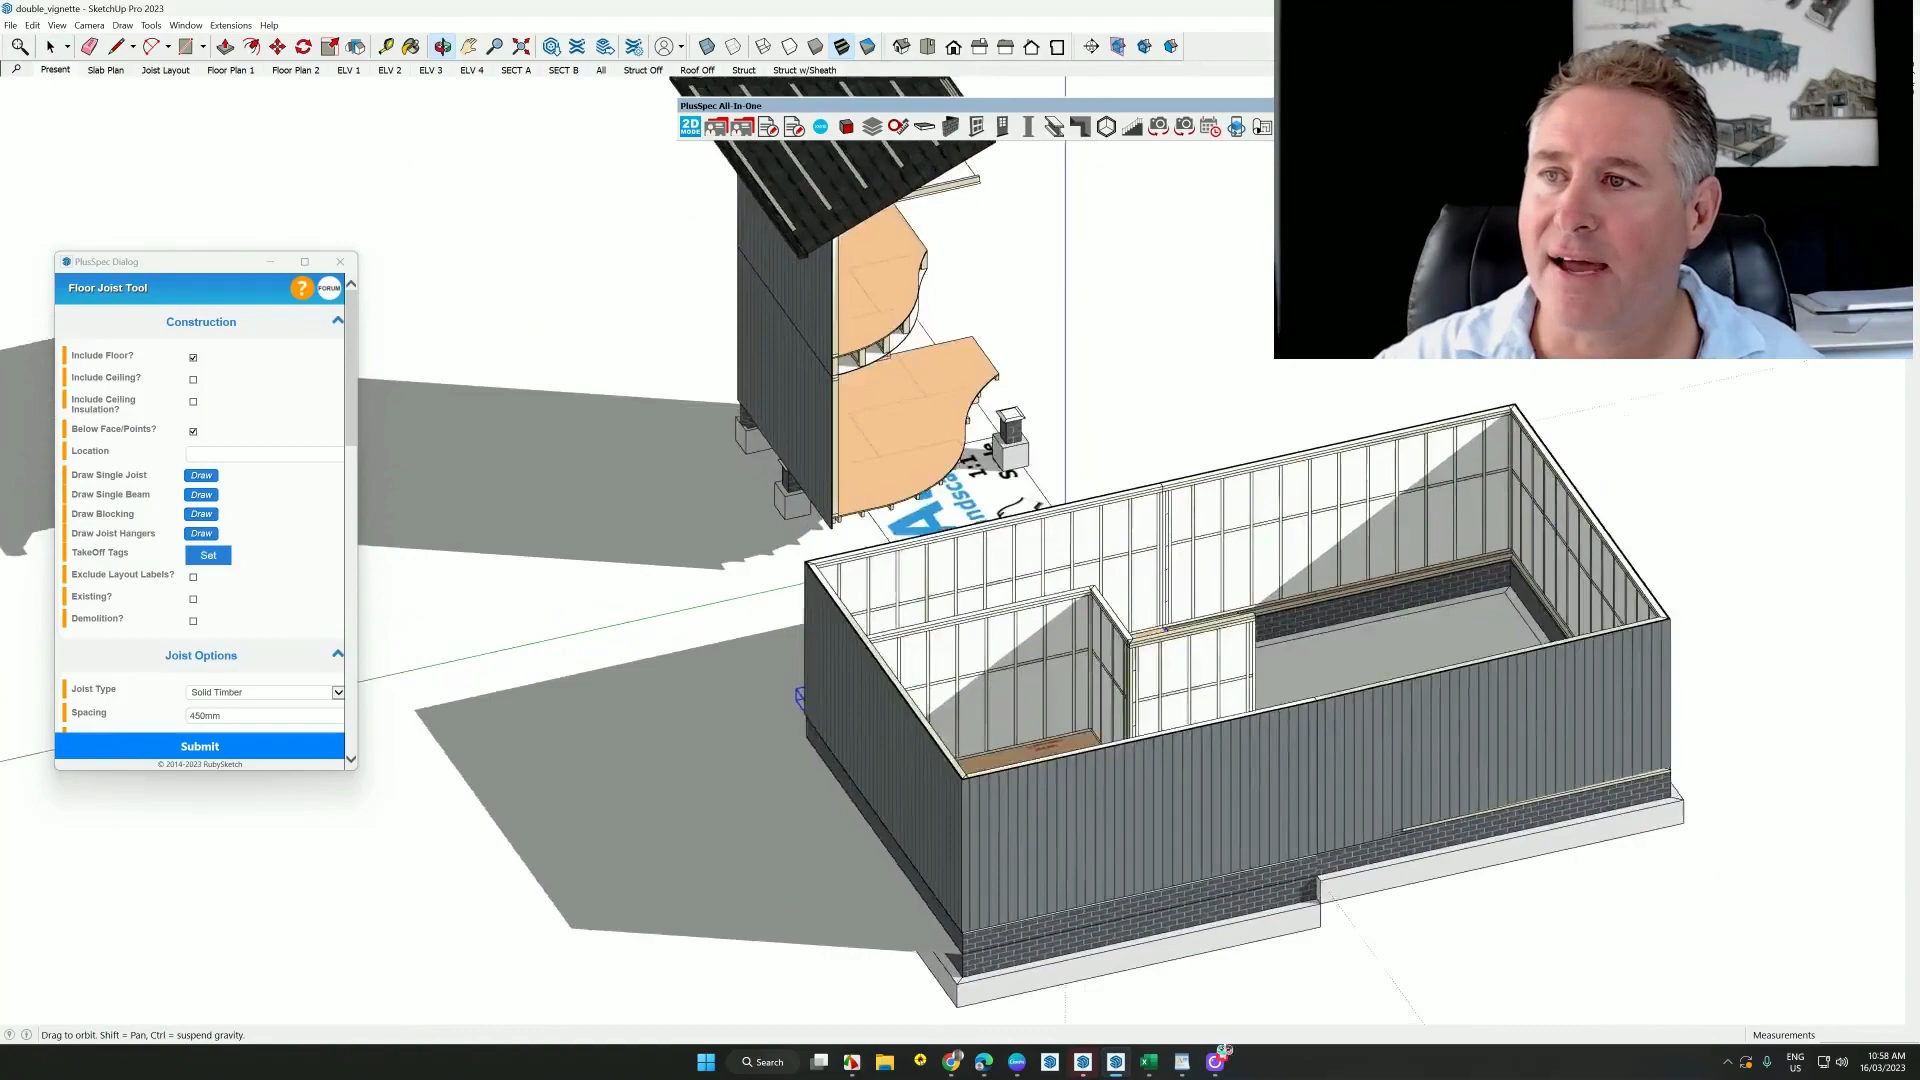 double_vignette - SketchUp Pro 2023
File Edit View Camera Draw Tools Window Extensions Help
Present Slab Plan Joist Layout Floor Plan 1 Floor Plan 2 ELV 1 ELV 2 ELV 3 ELV 4 SECT A SECT B All Struct Off Roof Off Struct Struct w/Sheath
PlusSpec All-In-One
2D MODE
PlusSpec Dialog
Floor Joist Tool
? FORUM
Construction
Include Floor?
Include Ceiling?
Include Ceiling
Insulation?
Below Face/Points?
Location
Draw Single Joist Draw
Draw Single Beam Draw
Draw Blocking Draw
Draw Joist Hangers Draw
TakeOff Tags Set
Exclude Layout Labels?
Existing?
Demolition?
Joist Options
Joist Type Solid Timber
Spacing 450mm
Submit
© 2014-2023 RubySketch
Drag to orbit. Shift = Pan, Ctrl = suspend gravity.
Measurements
Search
ENG
US
10:58 AM
16/03/2023